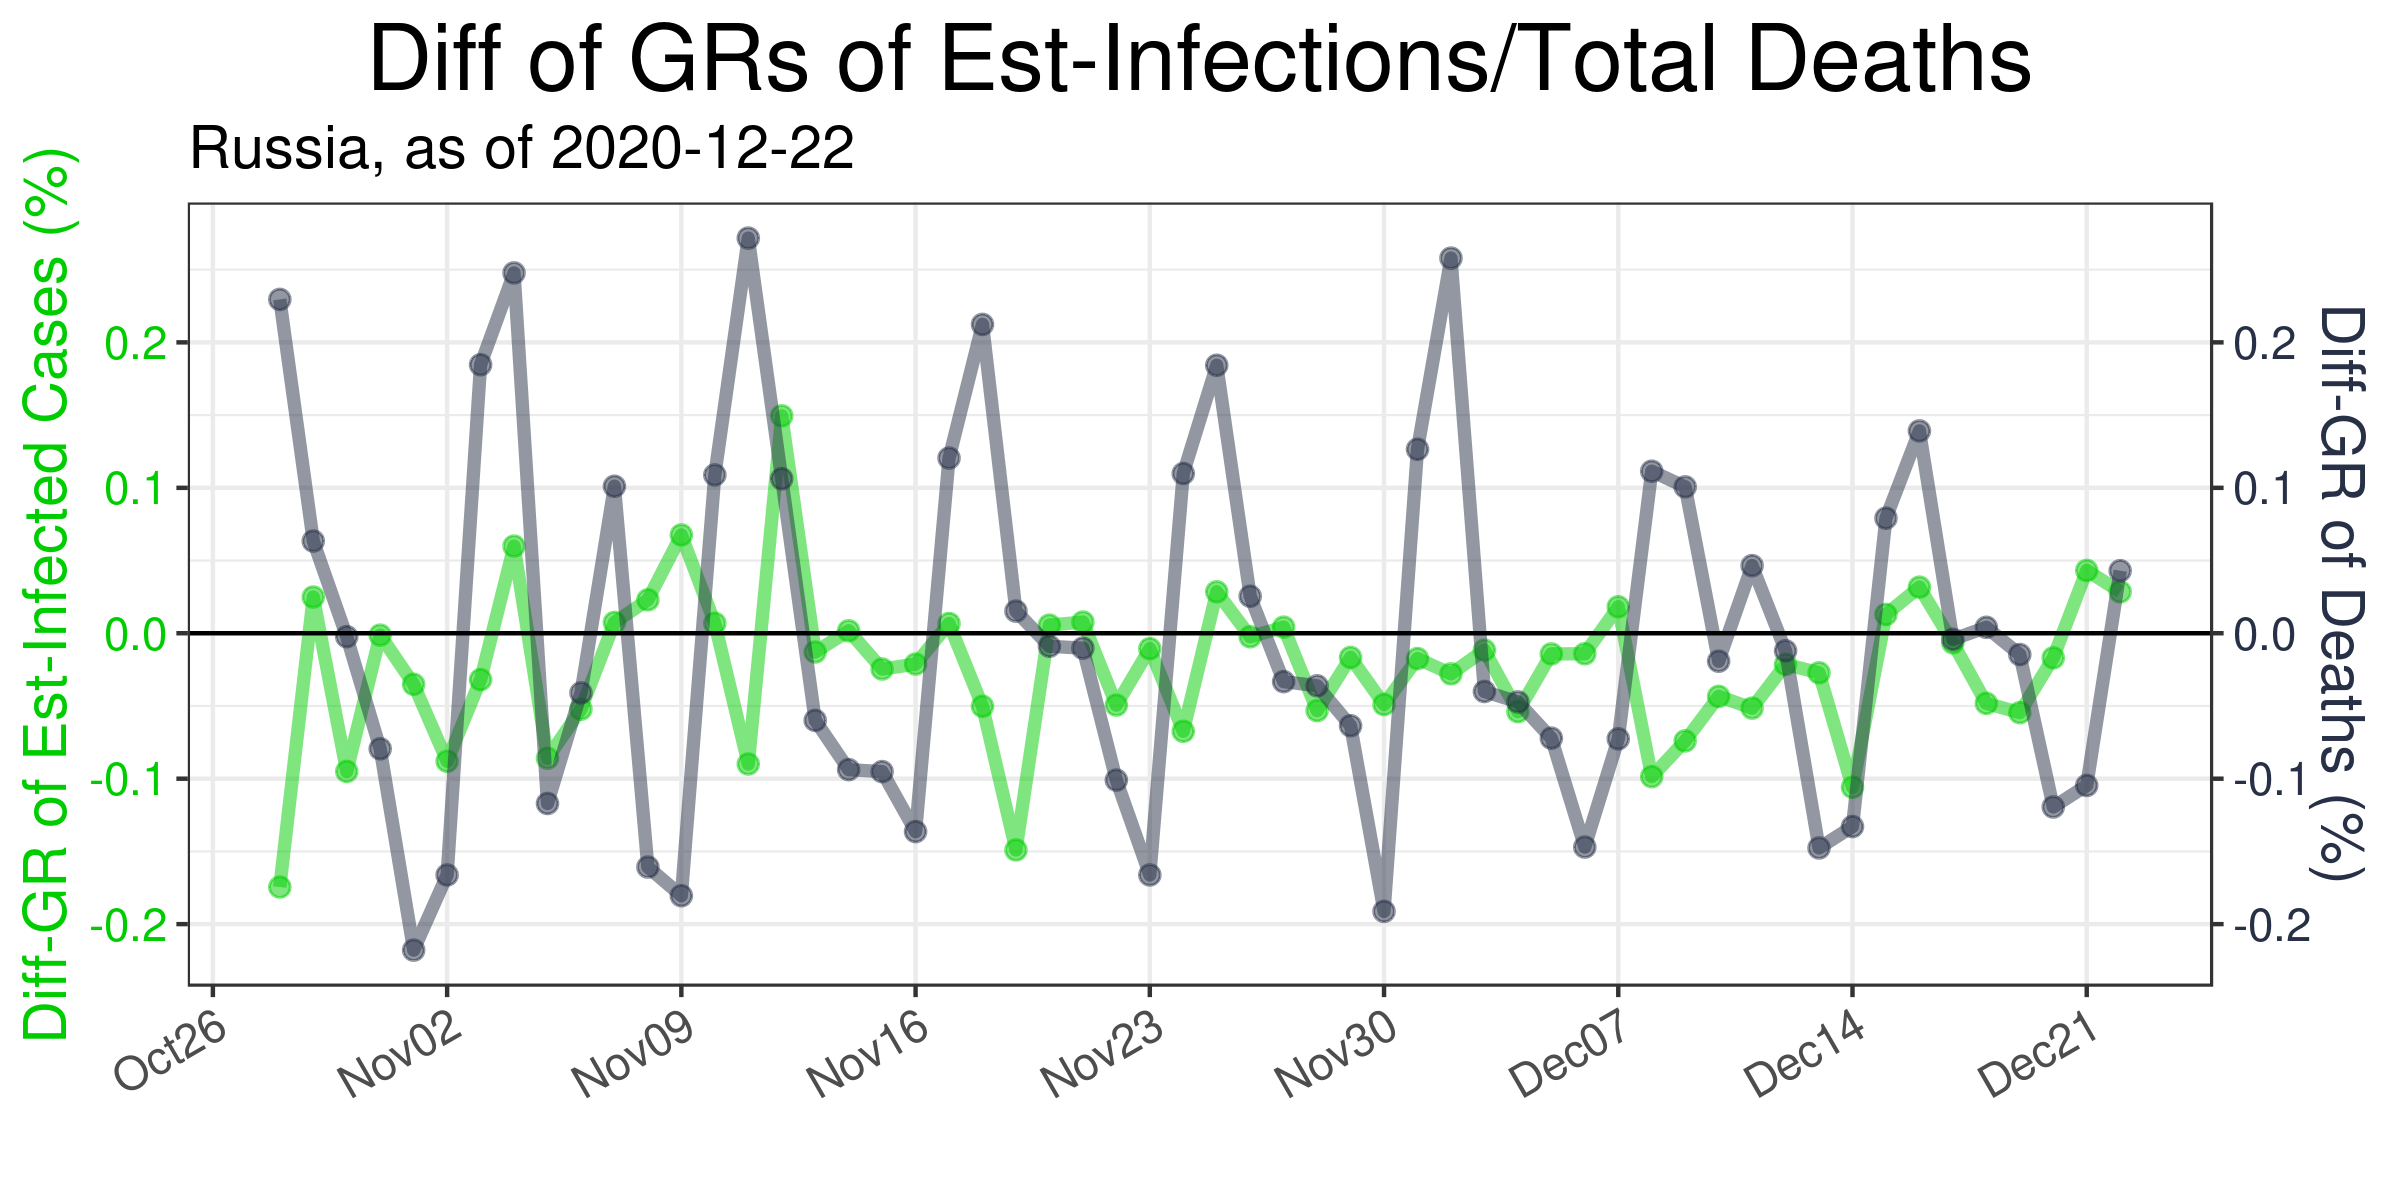 Diff of GRs of Est-Infections/Total Deaths
Russia, as of 2020-12-22
Diff-GR of Est-Infected Cases (%)
0.2
0.1
0.0
-0.1
-0.2
0.2
0.1
0.0
-0.1
-0.2
Diff-GR of Deaths (%)
Oct26
Nov02
Nov09
Nov16
Nov23
Nov30
Dec07
Dec14
Dec21